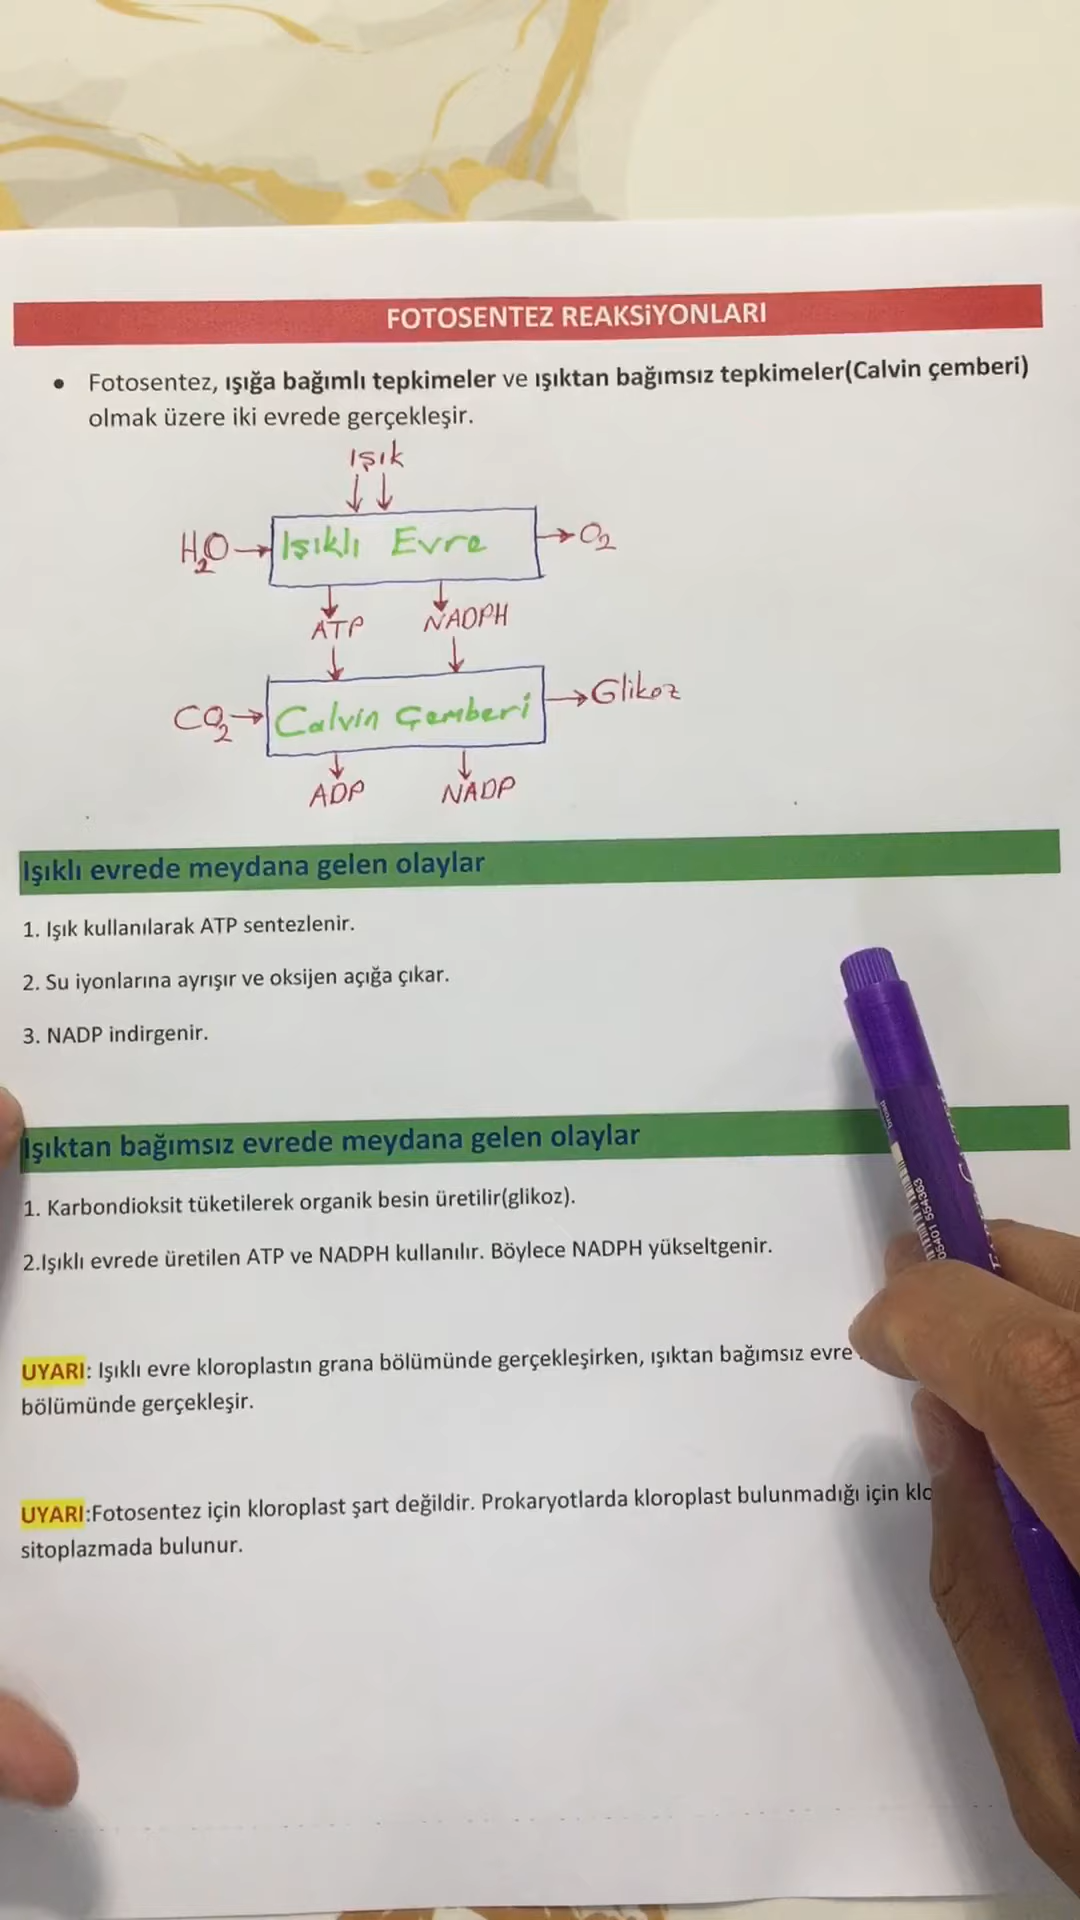 FOTOSENTEZ REAKSiYONLARI
• Fotosentez, ışığa bağımlı tepkimeler ve ışıktan bağımsız tepkimeler(Calvin çemberi)
olmak üzere iki evrede gerçekleşir.
Işık
H₂O → Işıklı Evre → O₂
ATP NADPH
CO₂ → Calvin Çemberi → Glikoz
ADP NADP
Işıklı evrede meydana gelen olaylar
1. Işık kullanılarak ATP sentezlenir.
2. Su iyonlarına ayrışır ve oksijen açığa çıkar.
3. NADP indirgenir.
Işıktan bağımsız evrede meydana gelen olaylar
1. Karbondioksit tüketilerek organik besin üretilir(glikoz).
2.Işıklı evrede üretilen ATP ve NADPH kullanılır. Böylece NADPH yükseltgenir.
UYARI: Işıklı evre kloroplastın grana bölümünde gerçekleşirken, ışıktan bağımsız evre
bölümünde gerçekleşir.
UYARI:Fotosentez için kloroplast şart değildir. Prokaryotlarda kloroplast bulunmadığı için
sitoplazmada bulunur.
broad
05401 554363